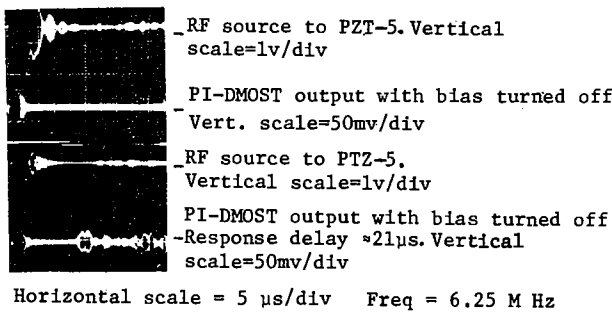 RF source to PZT-5. Vertical
scale=1v/div
PI-DMOST output with bias turned off
Vert. scale=50mv/div
RF source to PTZ-5.
Vertical scale=1v/div
PI-DMOST output with bias turned off
Response delay ≈21μs. Vertical
scale=50mv/div
Horizontal scale = 5 μs/div Freq = 6.25 M Hz